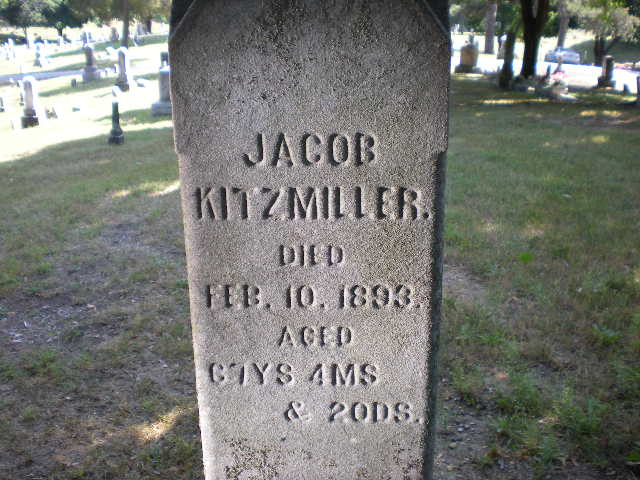 JACOB
KITZMILLER.
DIED
FEB. 10. 1893.
AGED
67YS 4MS
& 20DS.